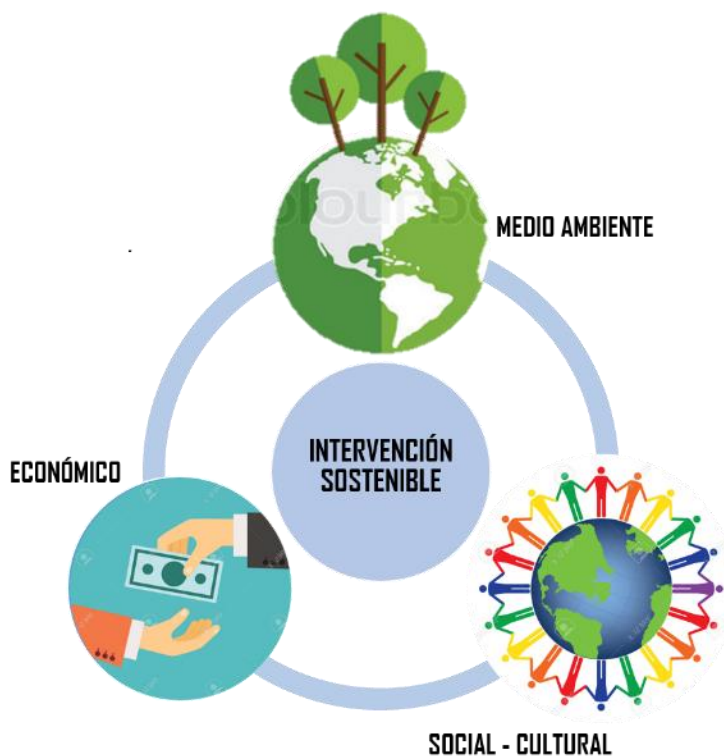 MEDIO AMBIENTE
ECONÓMICO
INTERVENCIÓN
SOSTENIBLE
SOCIAL - CULTURAL